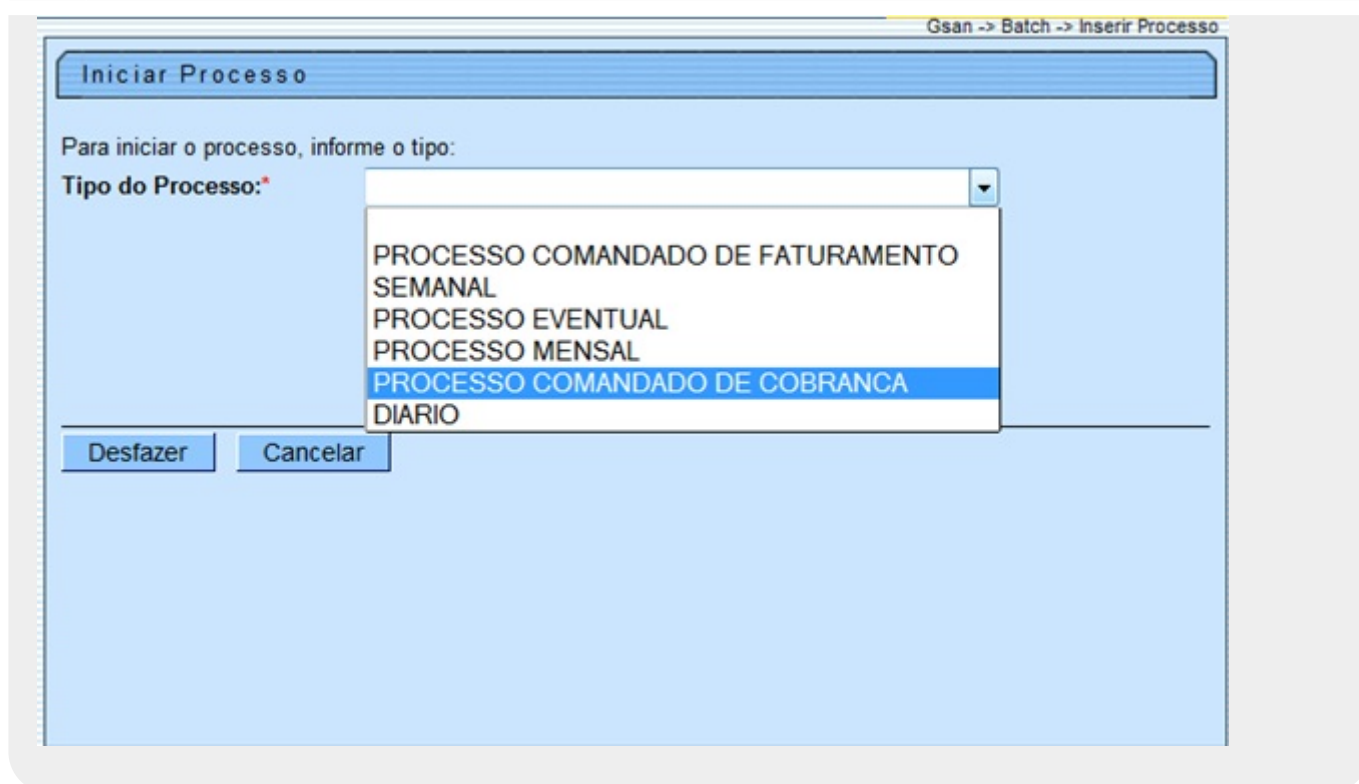 Gsan -> Batch -> Inserir Processo
Iniciar Processo
Para iniciar o processo, informe o tipo:
Tipo do Processo:*
PROCESSO COMANDADO DE FATURAMENTO
SEMANAL
PROCESSO EVENTUAL
PROCESSO MENSAL
PROCESSO COMANDADO DE COBRANCA
DIARIO
Desfazer Cancelar